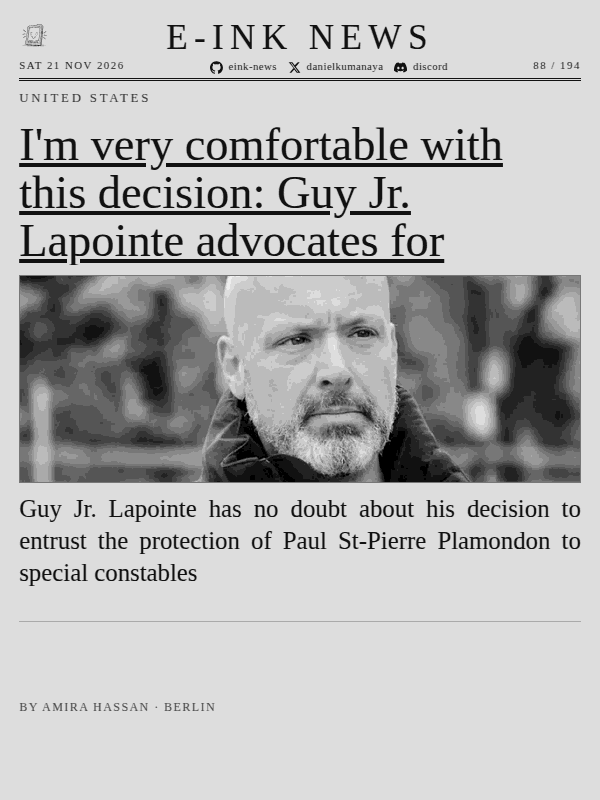 E-INK NEWS
SAT 21 NOV 2026
eink-news danielkumanaya discord
88 / 194
UNITED STATES
I'm very comfortable with
this decision: Guy Jr.
Lapointe advocates for
Guy Jr. Lapointe has no doubt about his decision to
entrust the protection of Paul St-Pierre Plamondon to
special constables
BY AMIRA HASSAN · BERLIN